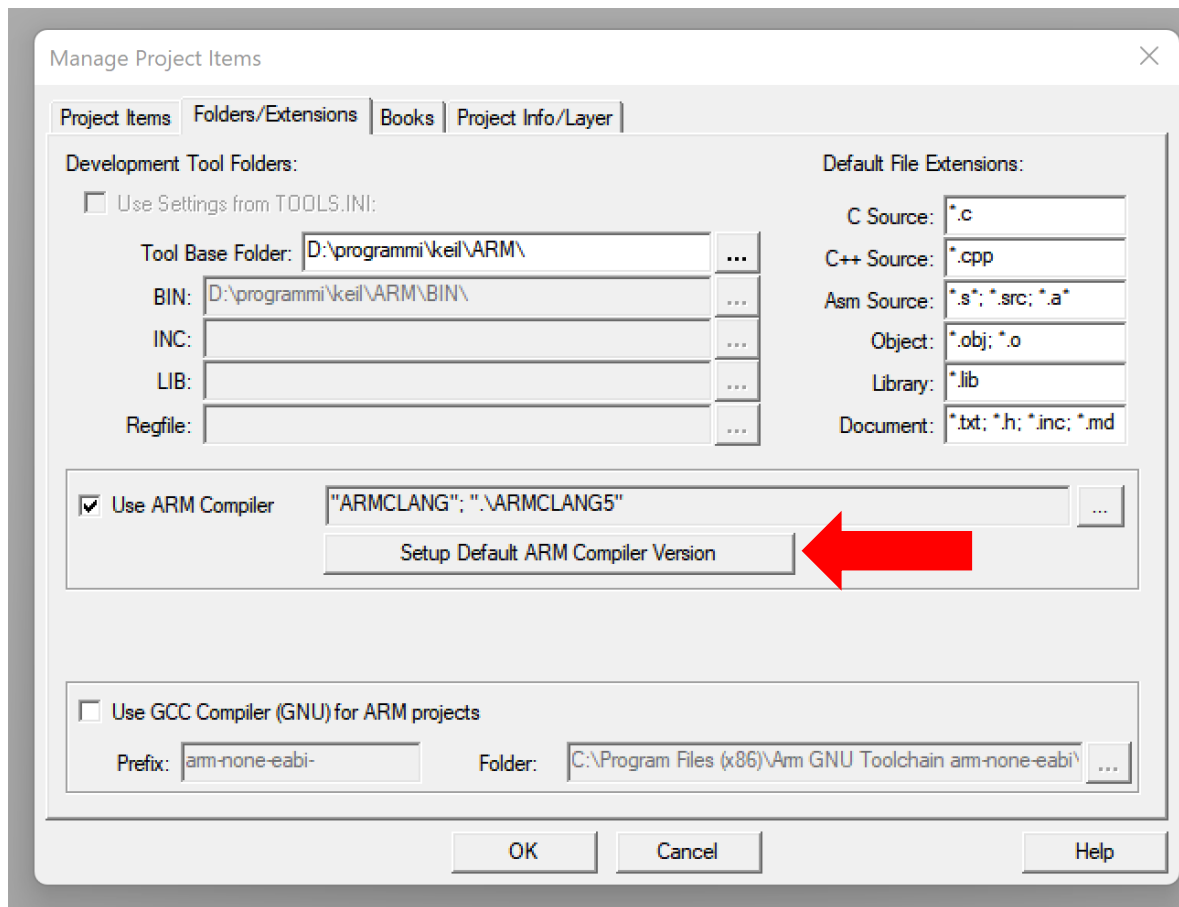 Manage Project Items
Project Items Folders/Extensions Books Project Info/Layer
Development Tool Folders:
Use Settings from TOOLS.INI:
Tool Base Folder: D:\programmi\keil\ARM\ ...
BIN: D:\programmi\keil\ARM\BIN\ ...
INC: ...
LIB: ...
Regfile: ...
Default File Extensions:
C Source: *.c
C++ Source: *.cpp
Asm Source: *.s*; *.src; *.a*
Object: *.obj; *.o
Library: *.lib
Document: *.txt; *.h; *.inc; *.md
Use ARM Compiler "ARMCLANG"; ".\ARMCLANG5" ...
Setup Default ARM Compiler Version
Use GCC Compiler (GNU) for ARM projects
Prefix: arm-none-eabi- Folder: C:\Program Files (x86)\Arm GNU Toolchain arm-none-eabi\ ...
OK Cancel Help